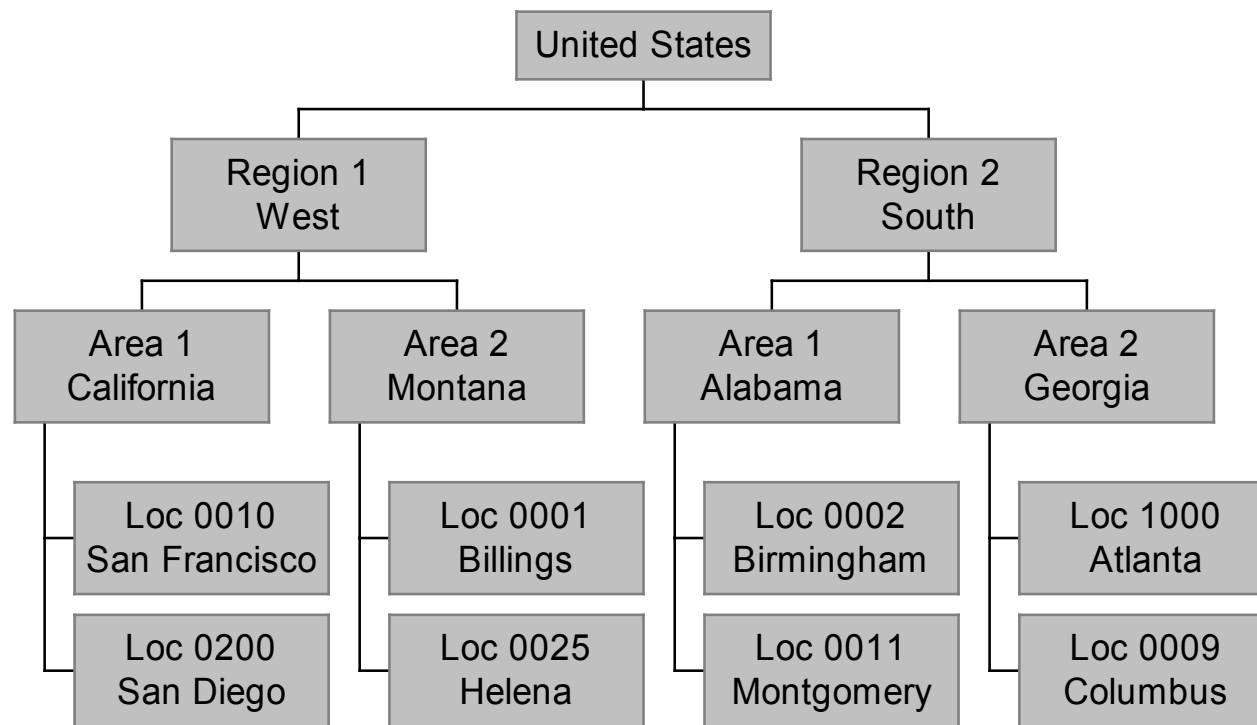 United States
Region 1
West
Region 2
South
Area 1
California
Area 2
Montana
Area 1
Alabama
Area 2
Georgia
Loc 0010
San Francisco
Loc 0001
Billings
Loc 0002
Birmingham
Loc 1000
Atlanta
Loc 0200
San Diego
Loc 0025
Helena
Loc 0011
Montgomery
Loc 0009
Columbus